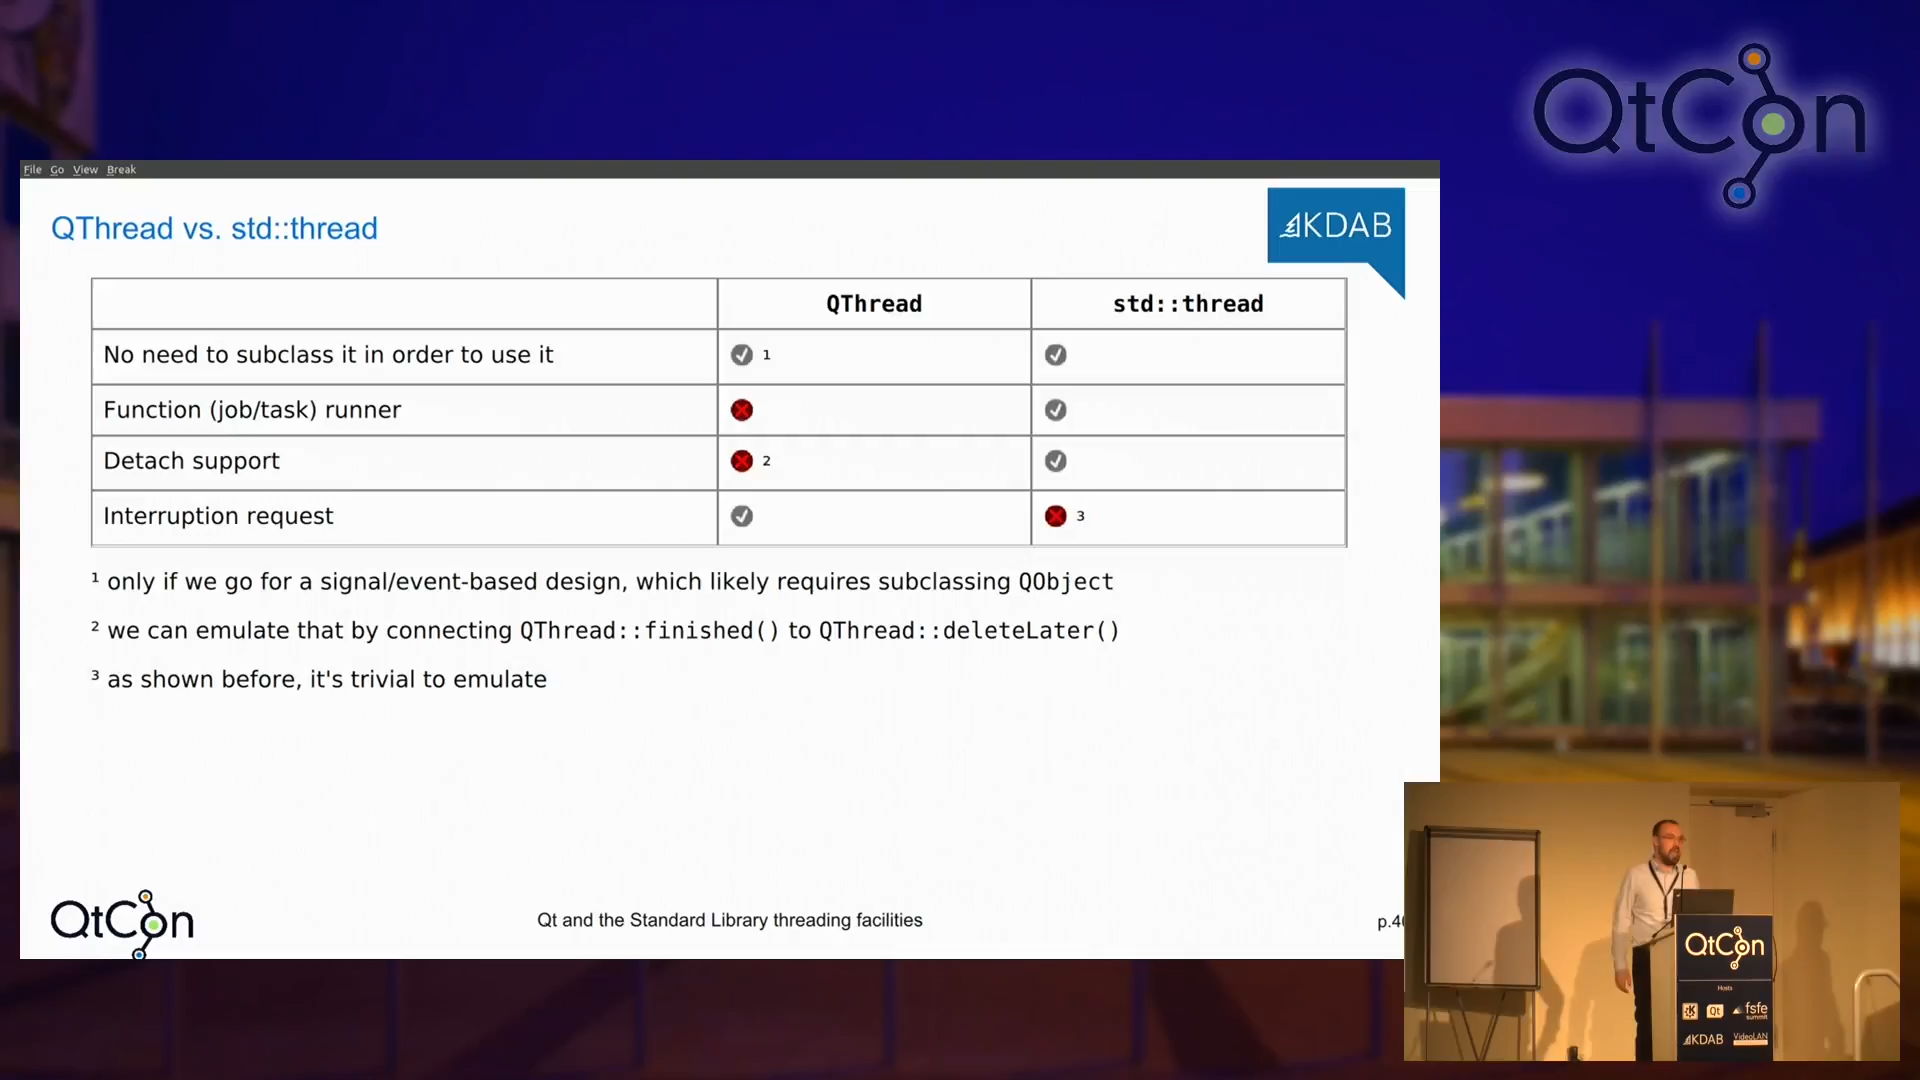 QtCon
File Go View Break
QThread vs. std::thread
KDAB
QThread std::thread
No need to subclass it in order to use it 1
Function (job/task) runner
Detach support 2
Interruption request 3
1 only if we go for a signal/event-based design, which likely requires subclassing QObject
2 we can emulate that by connecting QThread::finished() to QThread::deleteLater()
3 as shown before, it's trivial to emulate
QtCon
Qt and the Standard Library threading facilities
QtCon
Hosts
Qt
fsfe
summit
KDAB
VideoLAN